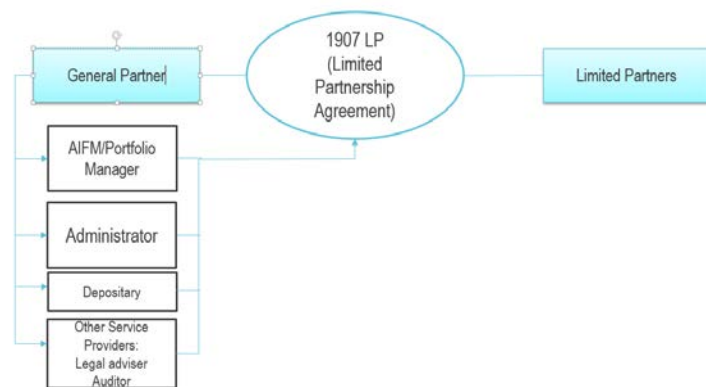 General Partner
1907 LP
(Limited
Partnership
Agreement)
Limited Partners
AIFM/Portfolio
Manager
Administrator
Depositary
Other Service
Providers:
Legal adviser
Auditor